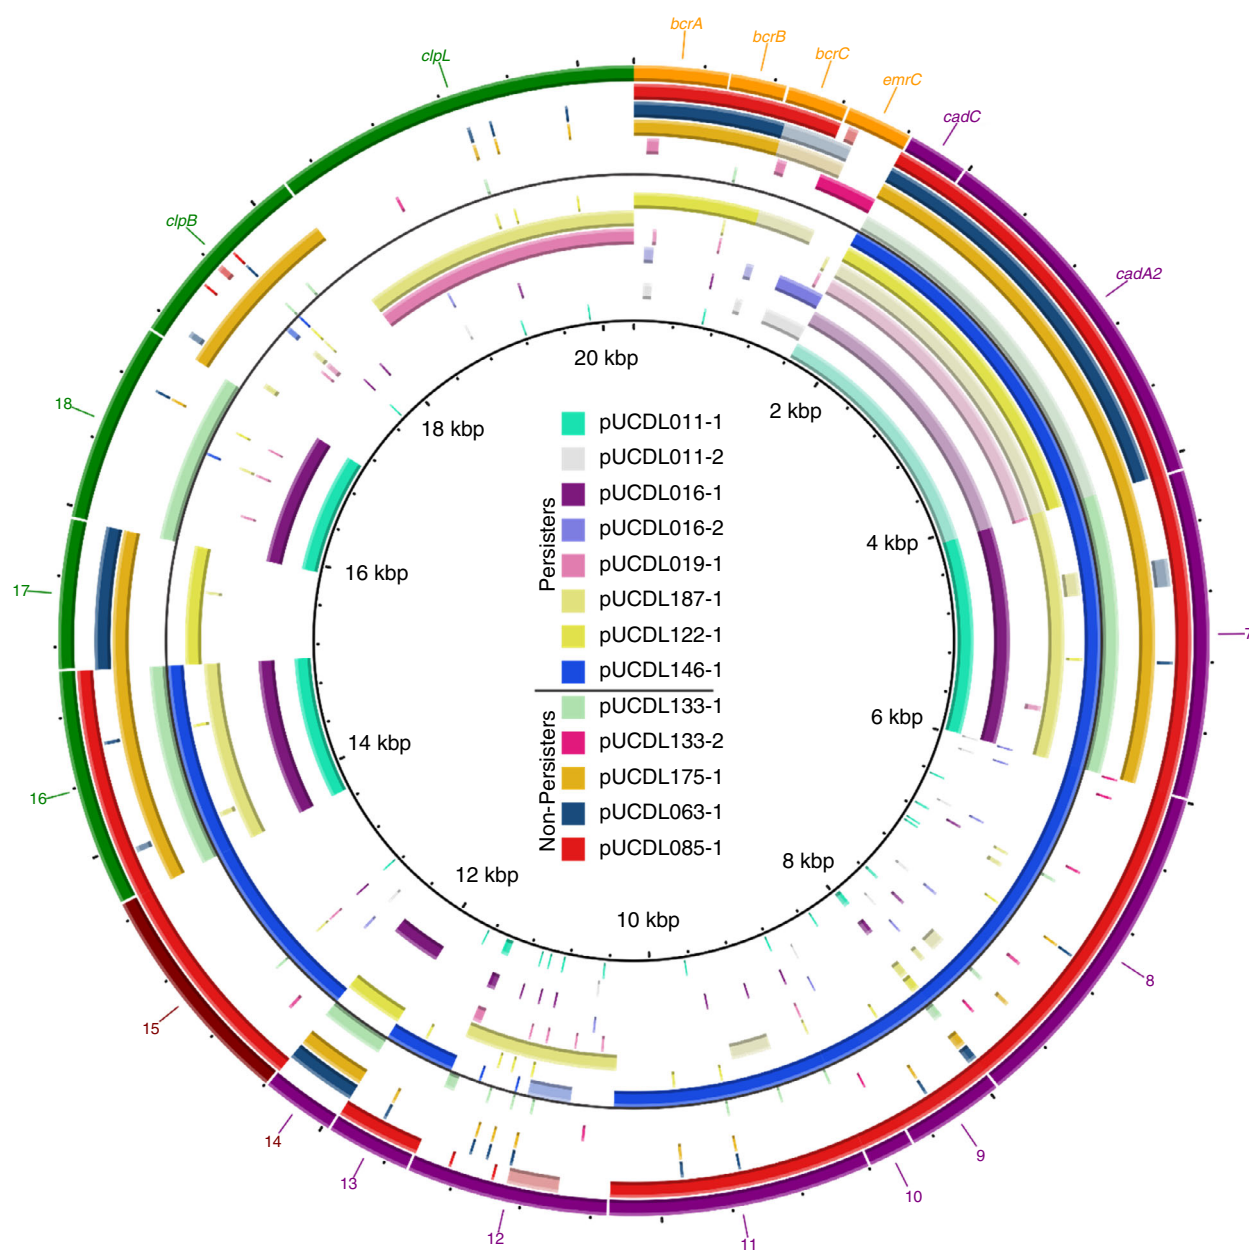 bcrA
bcrB
bcrC
emrC
cadC
cadA2
7
8
9
10
11
12
13
14
15
16
17
18
clpB
clpL
20 kbp
2 kbp
4 kbp
6 kbp
8 kbp
10 kbp
12 kbp
14 kbp
16 kbp
18 kbp
Persisters
pUCDL011-1
pUCDL011-2
pUCDL016-1
pUCDL016-2
pUCDL019-1
pUCDL187-1
pUCDL122-1
pUCDL146-1
Non-Persisters
pUCDL133-1
pUCDL133-2
pUCDL175-1
pUCDL063-1
pUCDL085-1